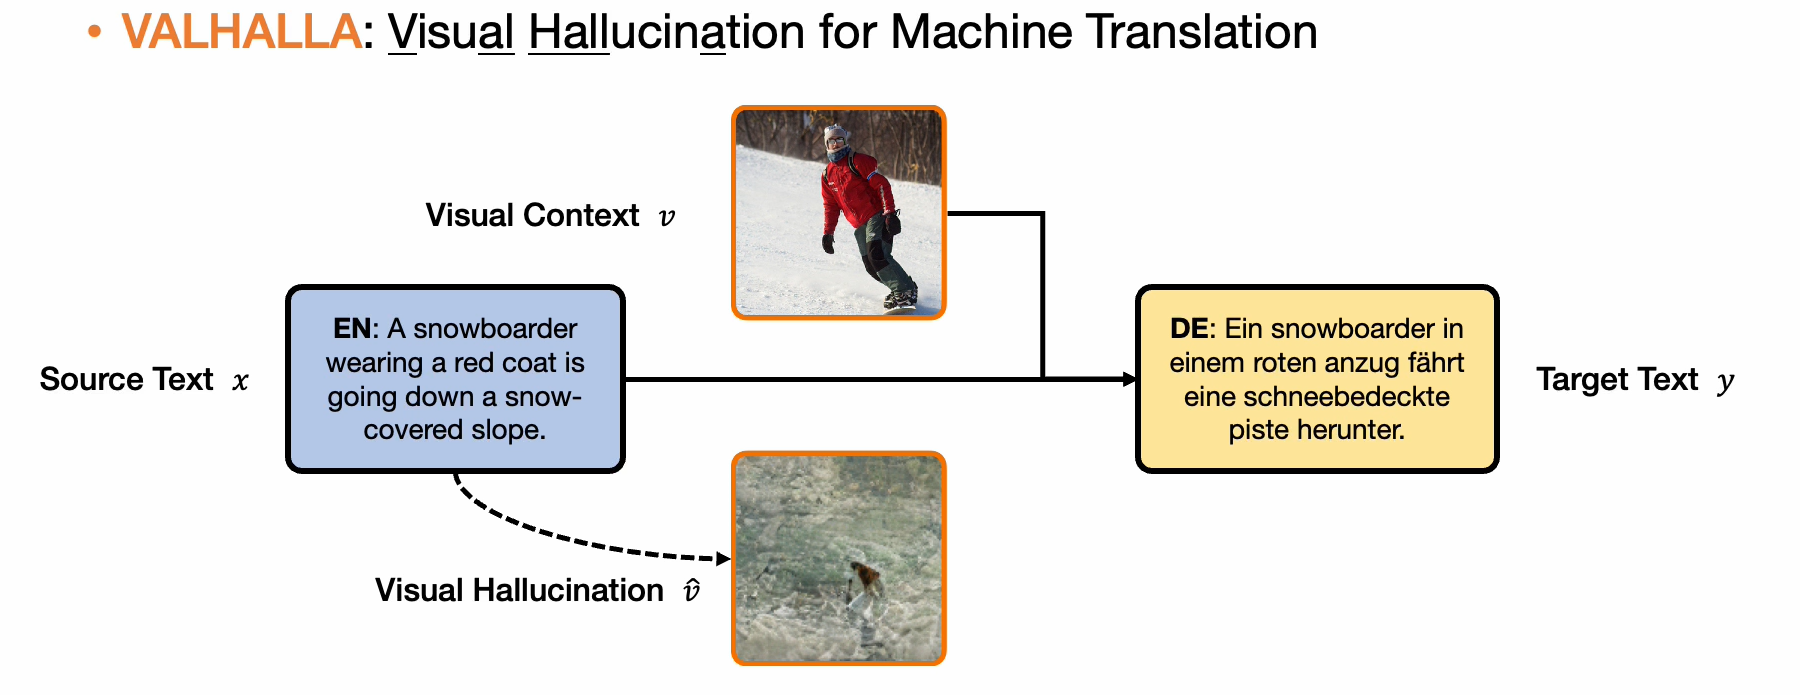 • VALHALLA: Visual Hallucination for Machine Translation
Visual Context v
EN: A snowboarder
wearing a red coat is
going down a snow-
covered slope.
Source Text x
DE: Ein snowboarder in
einem roten anzug fährt
eine schneebedeckte
piste herunter.
Target Text y
Visual Hallucination v̂